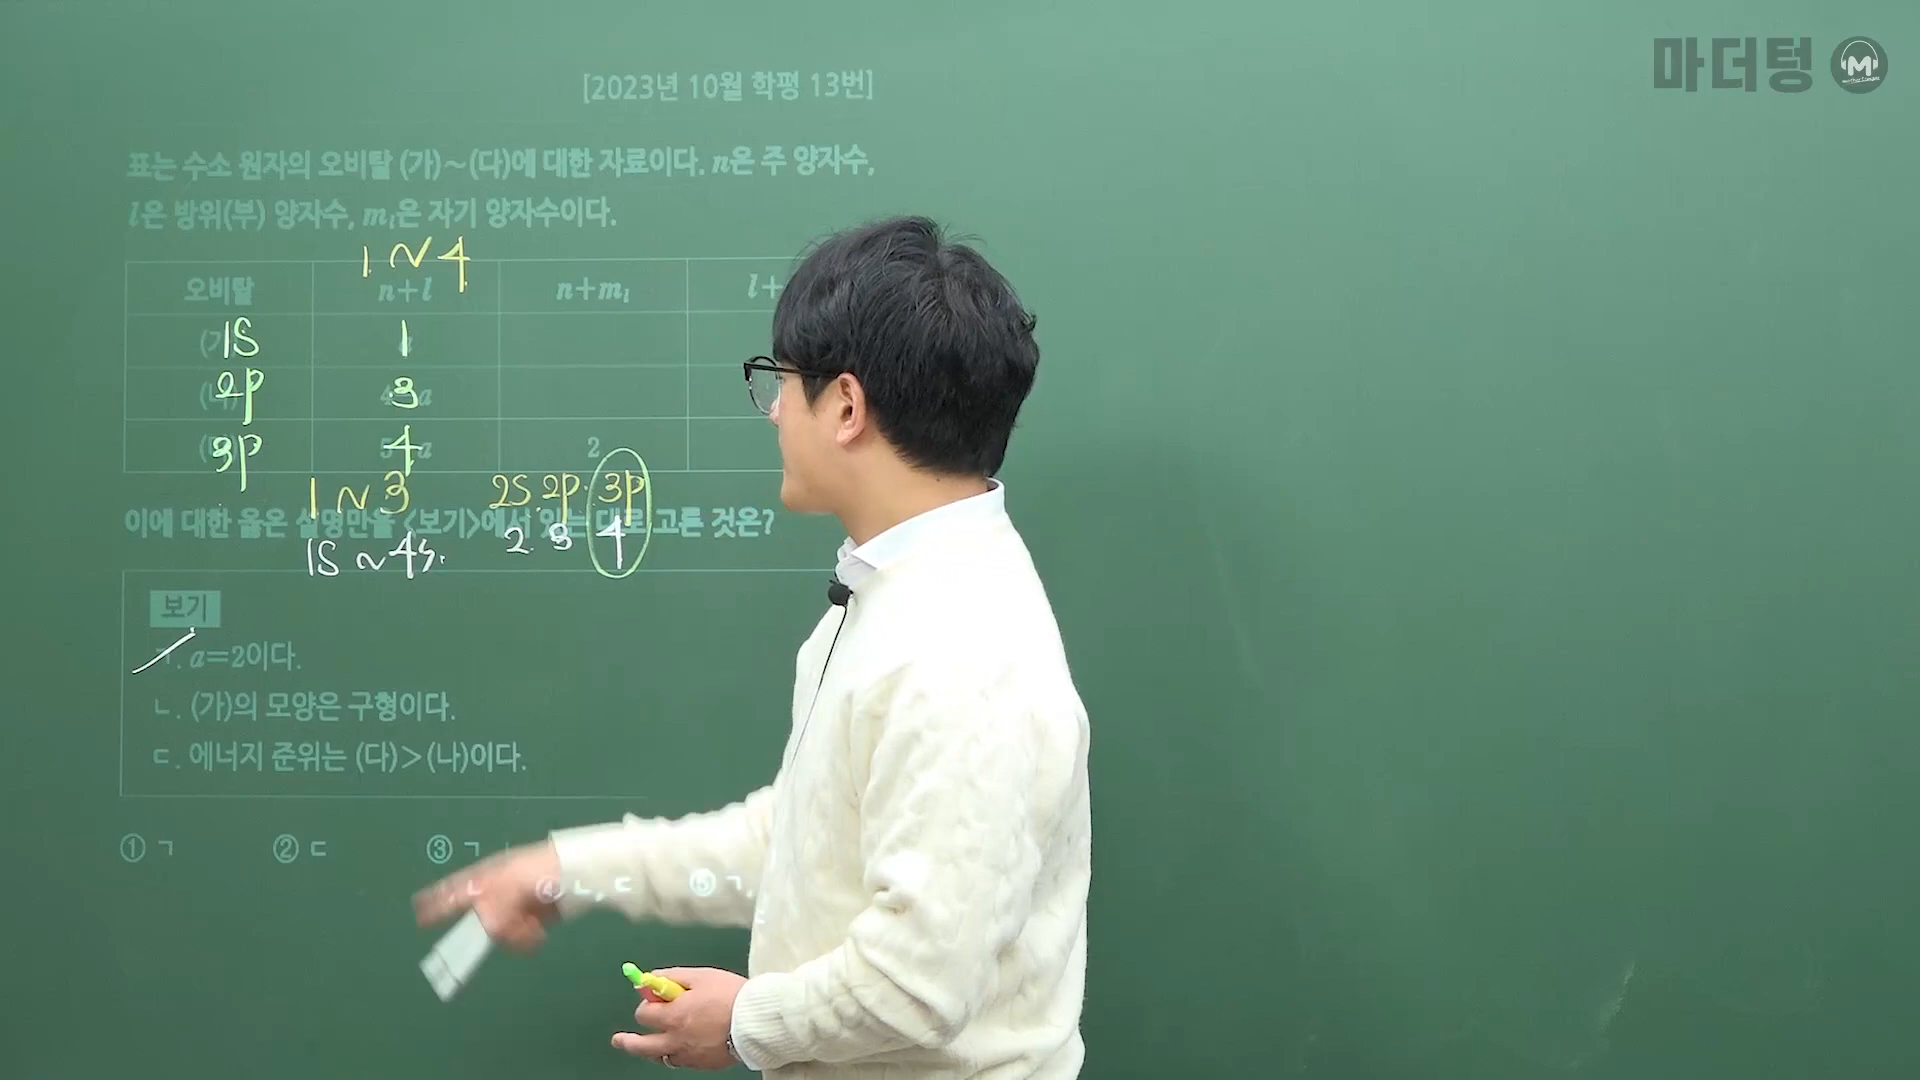 마더텅 M
[2023년 10월 학평 13번]
표는 수소 원자의 오비탈 (가)~(다)에 대한 자료이다. n은 주 양자수,
l은 방위(부) 양자수, mₗ은 자기 양자수이다.
1~4
오비탈 n+l n+mₗ l+
1S 1
2p 3
3p 4 2
1~3 2S 2p 3p
이에 대한 옳은 설명만을 <보기>에서 있는 대로 고른 것은?
1S~4s. 2 3 4
보기
ㄱ. a=2이다.
ㄴ. (가)의 모양은 구형이다.
ㄷ. 에너지 준위는 (다)>(나)이다.
① ㄱ ② ㄷ ③ ㄱ,
④ ㄴ, ㄷ ⑤ ㄱ,